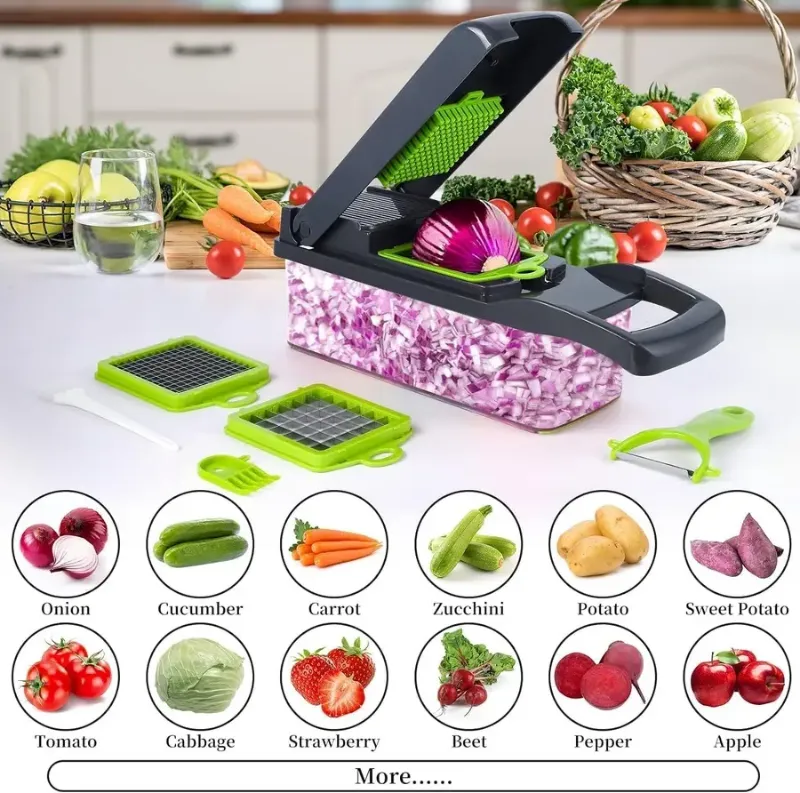 Onion
Cucumber
Carrot
Zucchini
Potato
Sweet Potato
Tomato
Cabbage
Strawberry
Beet
Pepper
Apple
More......